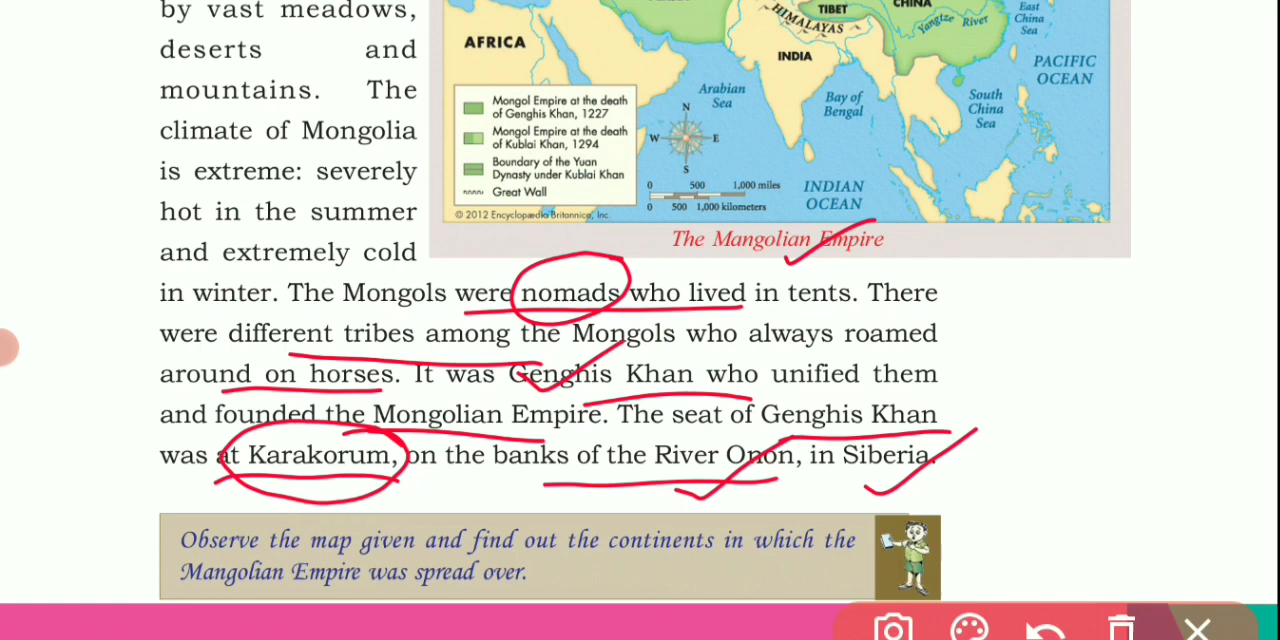 by vast meadows,
deserts and
mountains. The
climate of Mongolia
is extreme: severely
hot in the summer
and extremely cold
CHINA
TIBET
HIMALAYAS
Yangtze River
East
China
Sea
AFRICA
INDIA
PACIFIC
OCEAN
Arabian
Sea
Bay of
Bengal
South
China
Sea
Mongol Empire at the death
of Genghis Khan, 1227
Mongol Empire at the death
of Kublai Khan, 1294
Boundary of the Yuan
Dynasty under Kublai Khan
Great Wall
N
W E
S
0 500 1,000 miles
0 500 1,000 kilometers
INDIAN
OCEAN
© 2012 Encyclopædia Britannica, Inc.
The Mangolian Empire
in winter. The Mongols were nomads who lived in tents. There
were different tribes among the Mongols who always roamed
around on horses. It was Genghis Khan who unified them
and founded the Mongolian Empire. The seat of Genghis Khan
was at Karakorum, on the banks of the River Onon, in Siberia.
Observe the map given and find out the continents in which the
Mangolian Empire was spread over.